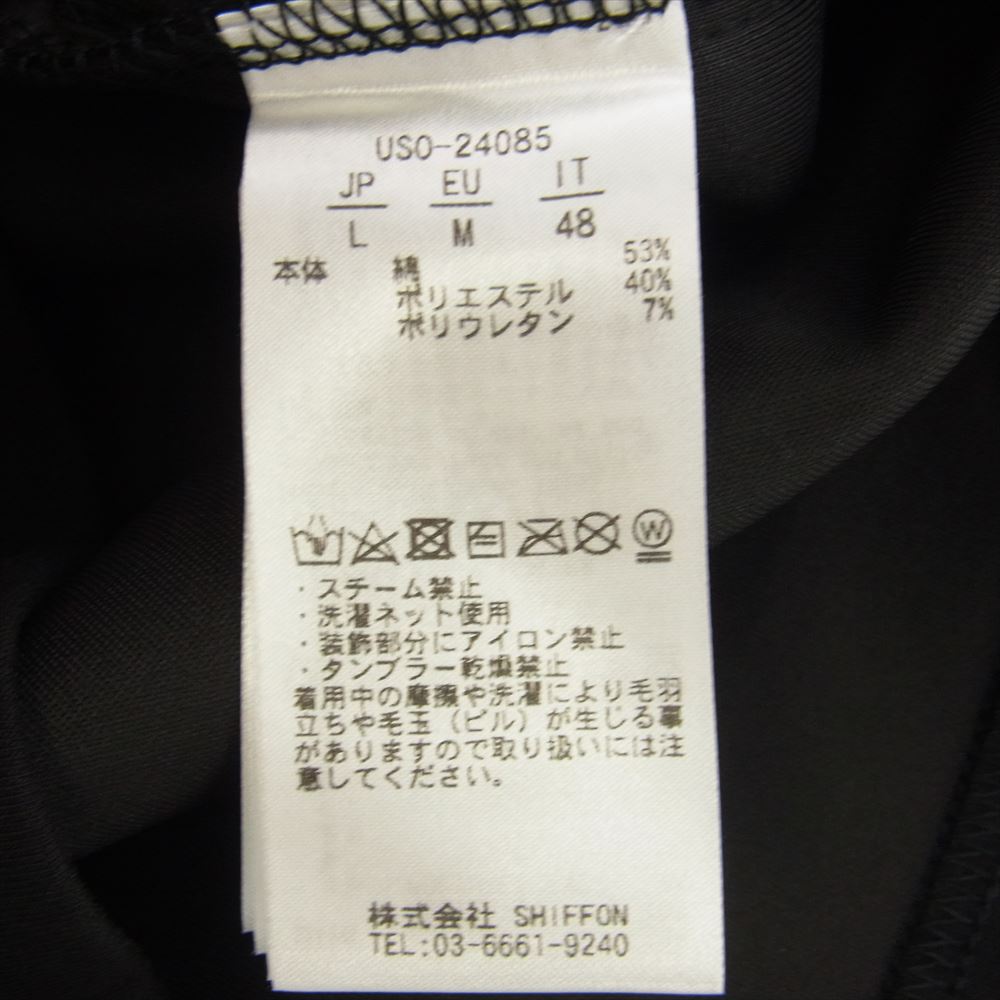 USO-24085
JP EU IT
L M 48
本体 綿 53%
ポリエステル 40%
ポリウレタン 7%
W
・スチーム禁止
・洗濯ネット使用
・装飾部分にアイロン禁止
・タンブラー乾燥禁止
着用中の摩擦や洗濯により毛羽
立ちや毛玉（ピル）が生じる事
がありますので取り扱いには注
意してください。
株式会社 SHIFFON
TEL:03-6661-9240